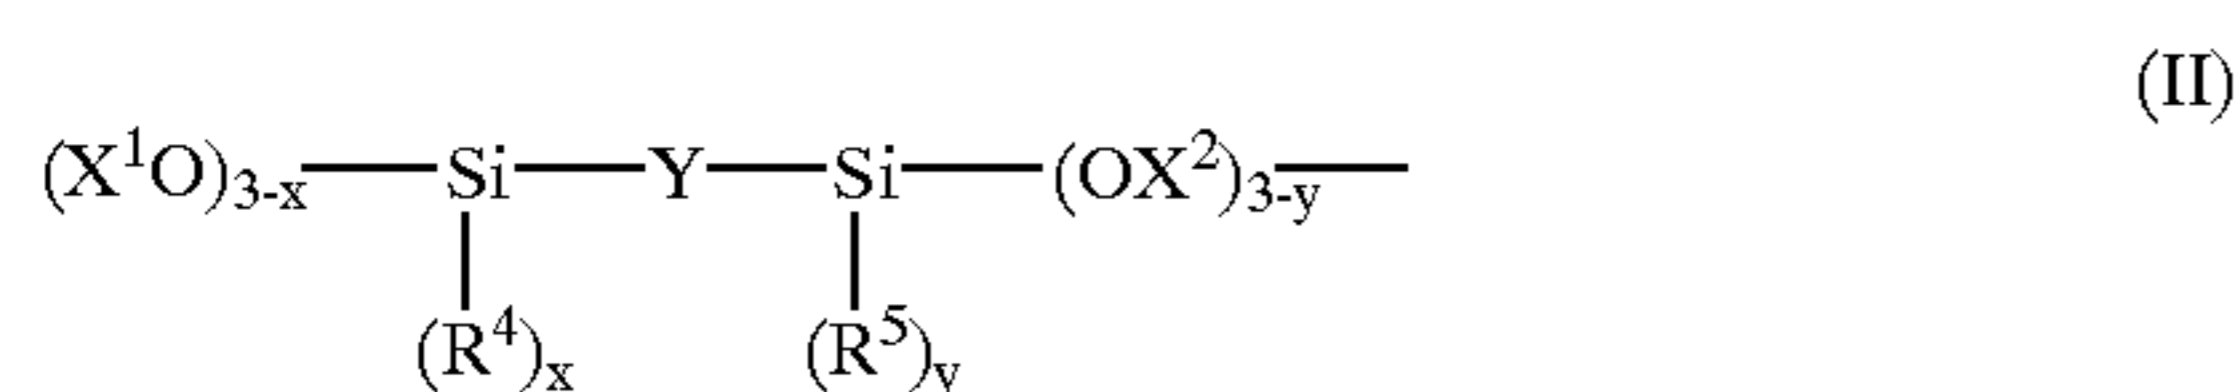 (II)
(X¹O)₃₋ₓ—Si—Y—Si—(OX²)₃₋ᵧ—
(R⁴)ₓ (R⁵)ᵧ